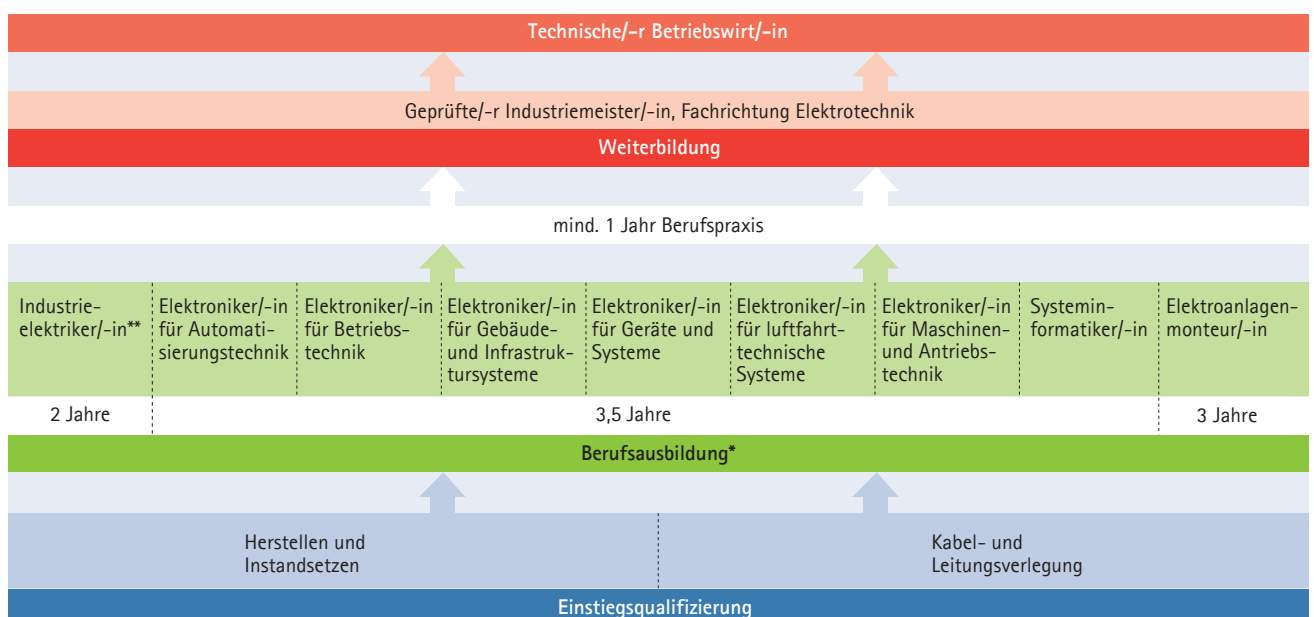 Technische/-r Betriebswirt/-in
Geprüfte/-r Industriemeister/-in, Fachrichtung Elektrotechnik
Weiterbildung
mind. 1 Jahr Berufspraxis
Industrie-
elektriker/-in**
Elektroniker/-in
für Automati-
sierungstechnik
Elektroniker/-in
für Betriebs-
technik
Elektroniker/-in
für Gebäude-
und Infrastruk-
tursysteme
Elektroniker/-in
für Geräte und
Systeme
Elektroniker/-in
für luftfahrt-
technische
Systeme
Elektroniker/-in
für Maschinen-
und Antriebs-
technik
Systemin-
formatiker/-in
Elektroanlagen-
monteur/-in
2 Jahre
3,5 Jahre
3 Jahre
Berufsausbildung*
Herstellen und
Instandsetzen
Kabel- und
Leitungsverlegung
Einstiegsqualifizierung